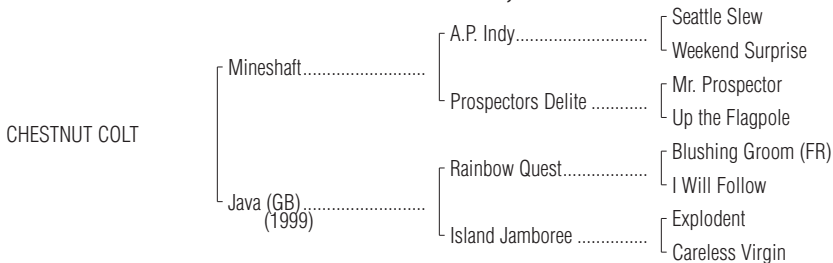 Seattle Slew
A.P. Indy............................
Weekend Surprise
Mineshaft..........................
Mr. Prospector
Prospectors Delite ............
Up the Flagpole
CHESTNUT COLT
Blushing Groom (FR)
Rainbow Quest..................
I Will Follow
Java (GB)..........................
(1999)
Explodent
Island Jamboree ...............
Careless Virgin